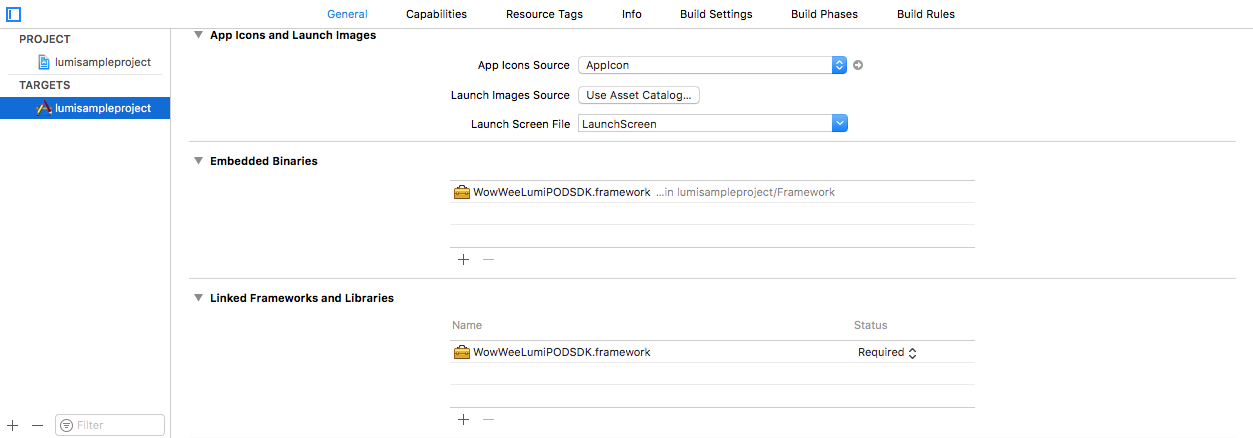 General Capabilities Resource Tags Info Build Settings Build Phases Build Rules
PROJECT
lumisampleproject
TARGETS
lumisampleproject
App Icons and Launch Images
App Icons Source AppIcon
Launch Images Source Use Asset Catalog...
Launch Screen File LaunchScreen
Embedded Binaries
WowWeeLumiPODSDK.framework ...in lumisampleproject/Framework
+ −
Linked Frameworks and Libraries
Name Status
WowWeeLumiPODSDK.framework Required
+ −
+ − Filter